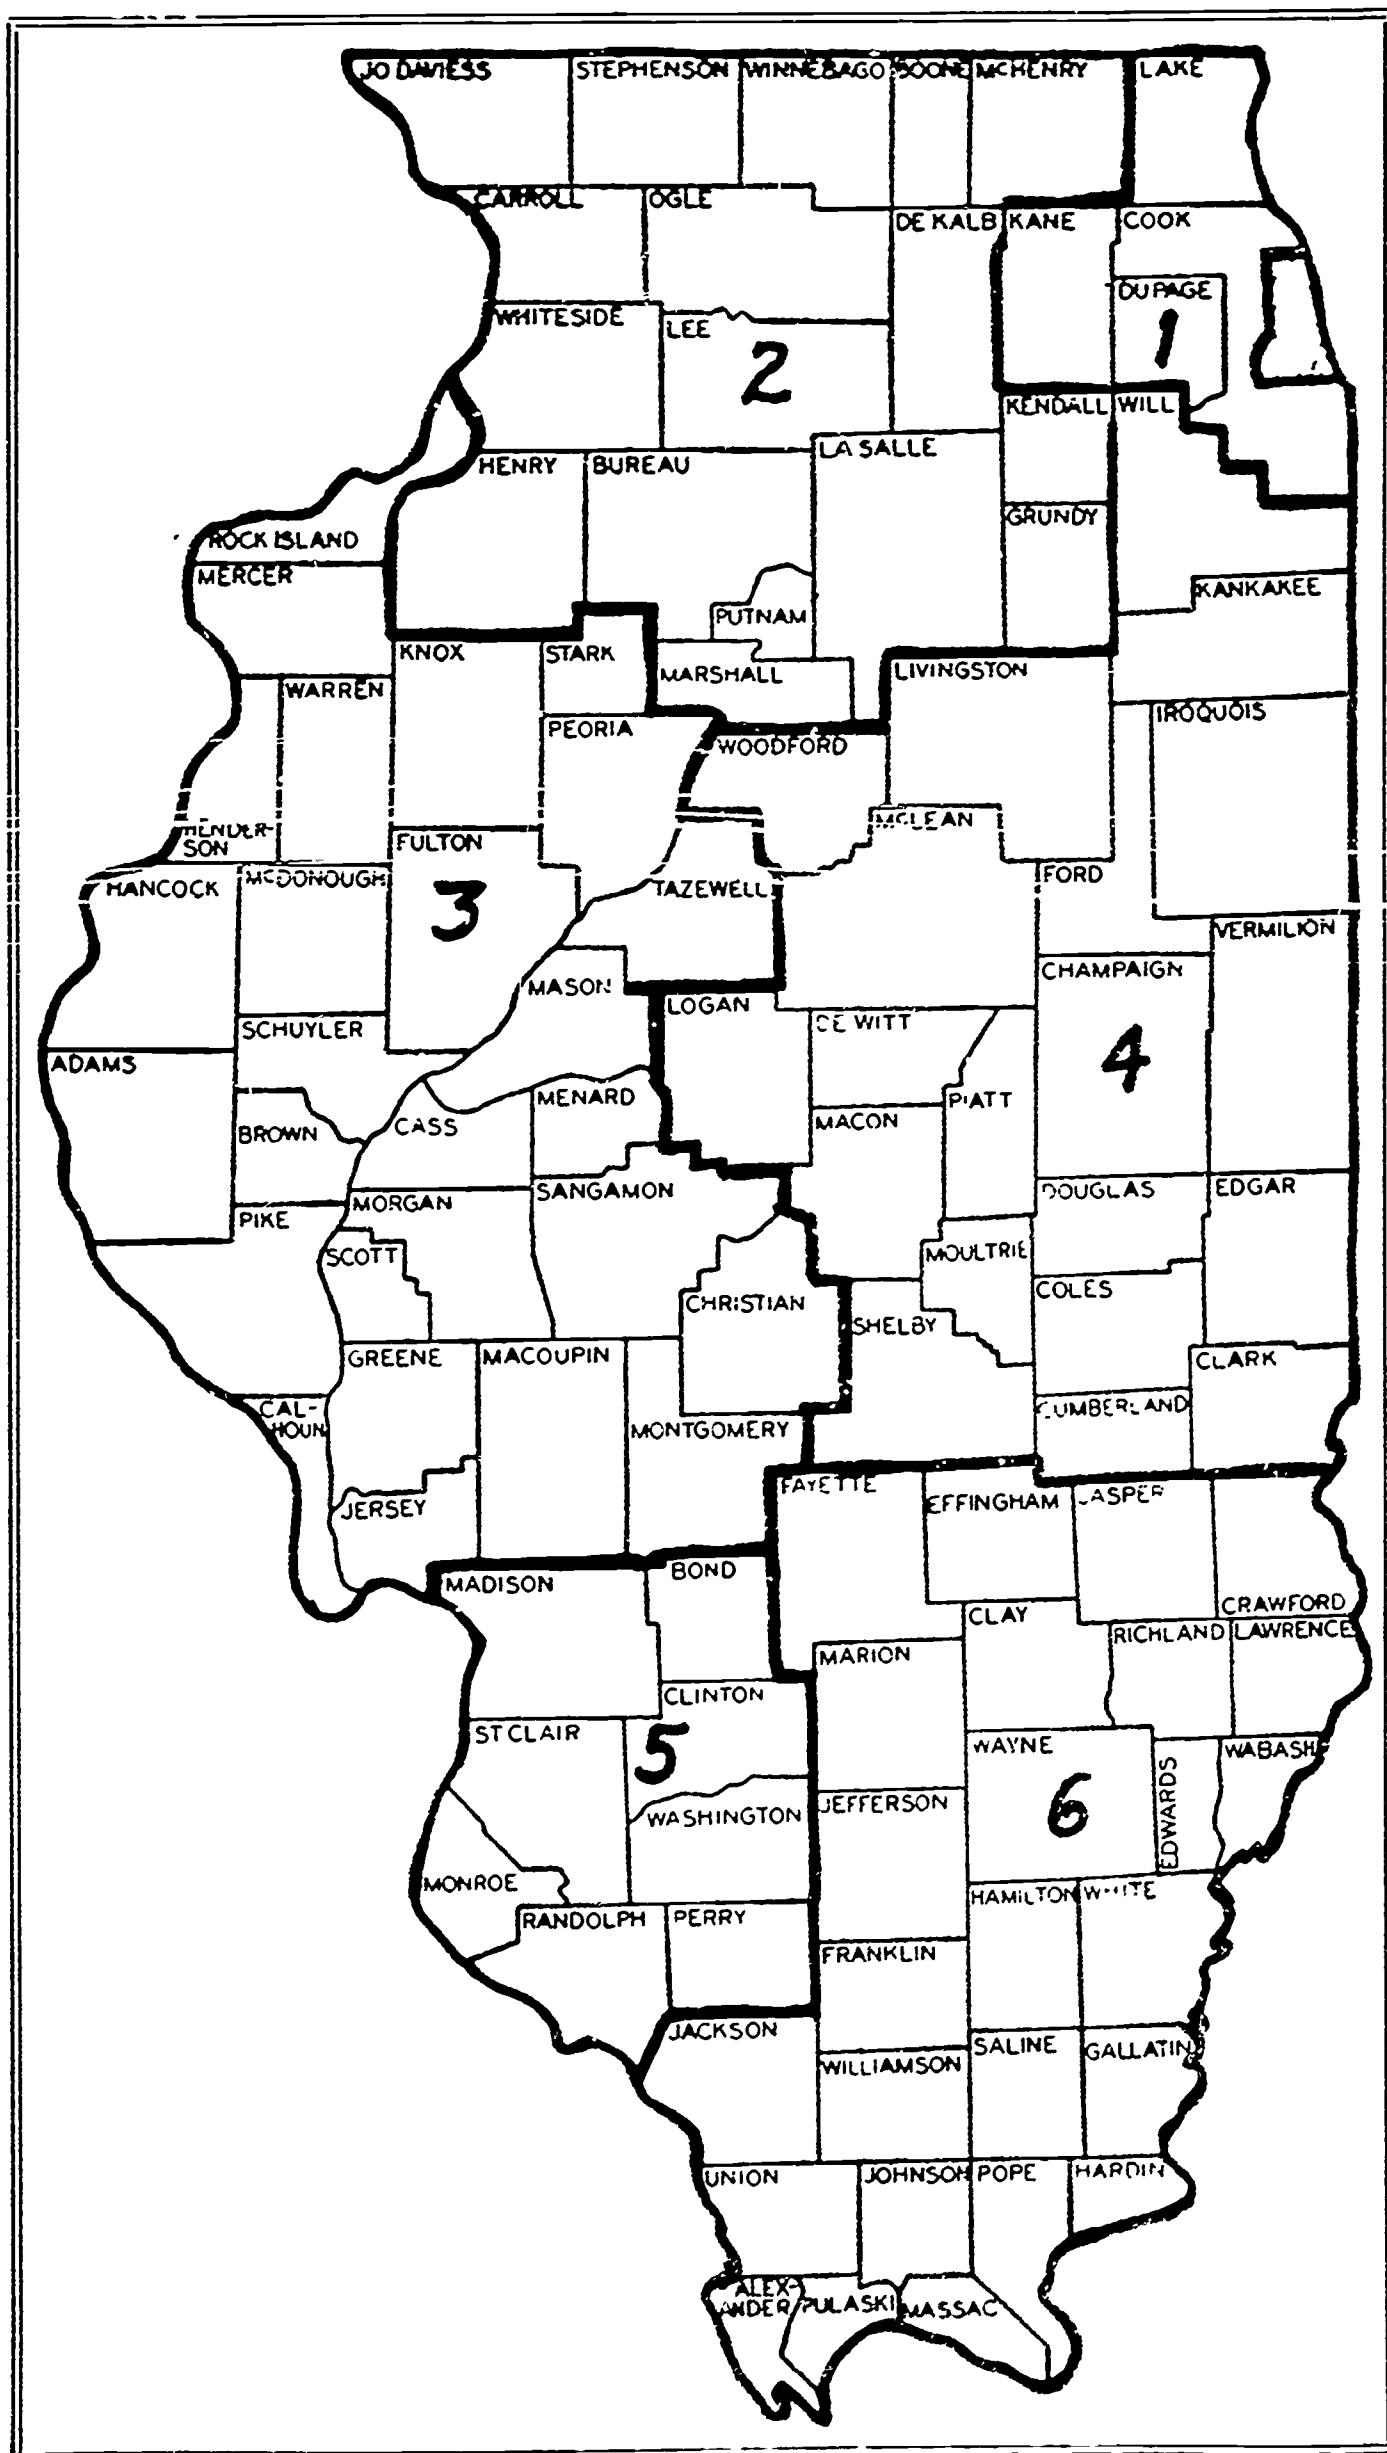 JO DAVIESS STEPHENSON WINNEBAGO BOONE MCHENRY LAKE
CARROLL OGLE
DE KALB KANE COOK
DU PAGE
WHITESIDE LEE
1
2
KENDALL WILL
LA SALLE
HENRY BUREAU
GRUNDY
ROCK ISLAND
MERCER
KANKAKEE
PUTNAM
KNOX STARK
MARSHALL LIVINGSTON
WARREN
IROQUOIS
PEORIA
WOODFORD
HENDER-
SON
MCLEAN
FULTON
FORD
HANCOCK MCDONOUGH TAZEWELL
3
VERMILION
CHAMPAIGN
MASON
LOGAN
DE WITT
SCHUYLER
4
ADAMS
MENARD PIATT
MACON
BROWN CASS
SANGAMON DOUGLAS EDGAR
MORGAN
PIKE
SCOTT MOULTRIE
COLES
CHRISTIAN
SHELBY
GREENE MACOUPIN CLARK
CAL-
HOUN
CUMBERLAND
MONTGOMERY
FAYETTE
EFFINGHAM JASPER
JERSEY
BOND
MADISON
CRAWFORD
CLAY
RICHLAND LAWRENCE
MARION
CLINTON
ST CLAIR
5
WAYNE WABASH
EDWARDS
JEFFERSON
6
WASHINGTON
MONROE
HAMILTON WHITE
RANDOLPH PERRY
FRANKLIN
JACKSON
SALINE GALLATIN
WILLIAMSON
UNION JOHNSON POPE HARDIN
ALEX-
ANDER PULASKI MASSAC